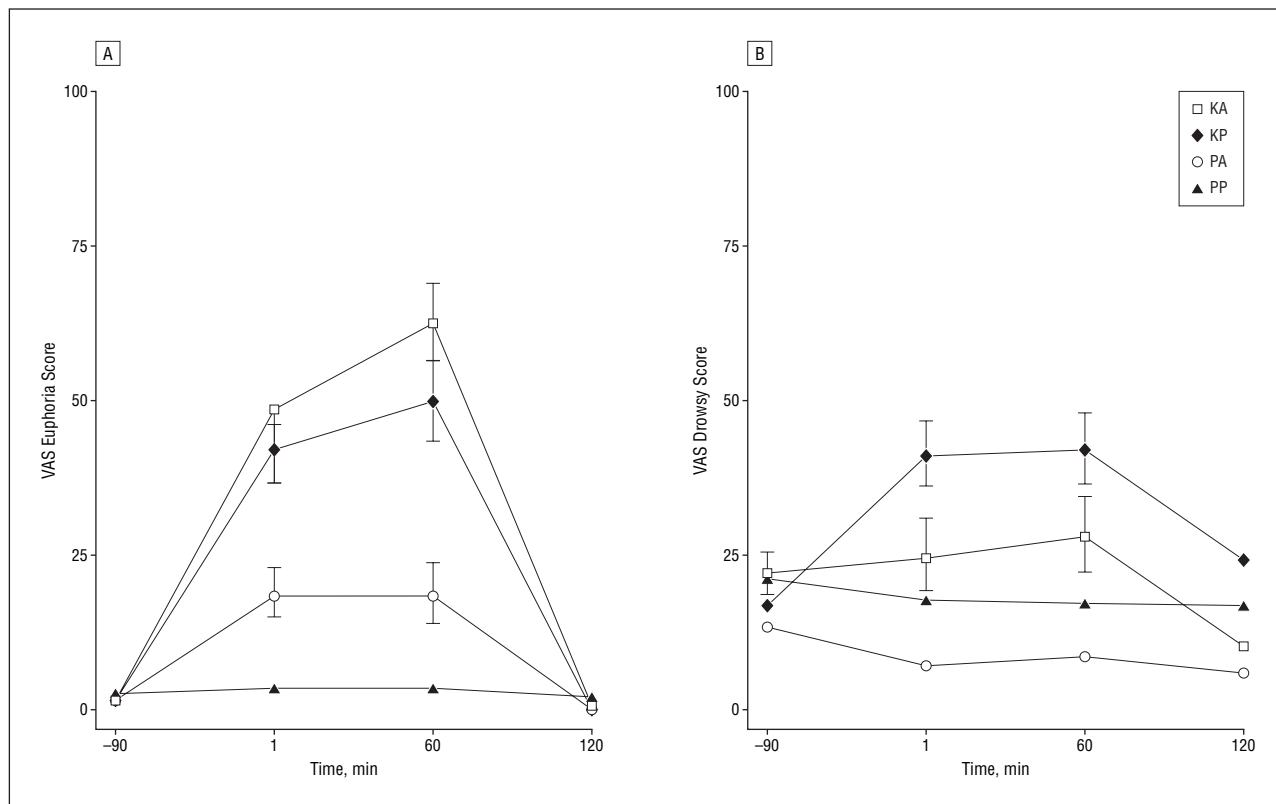 A
100
75
50
25
0
VAS Euphoria Score
–90
1
60
120
Time, min
B
100
75
50
25
0
VAS Drowsy Score
–90
1
60
120
Time, min
KA
KP
PA
PP